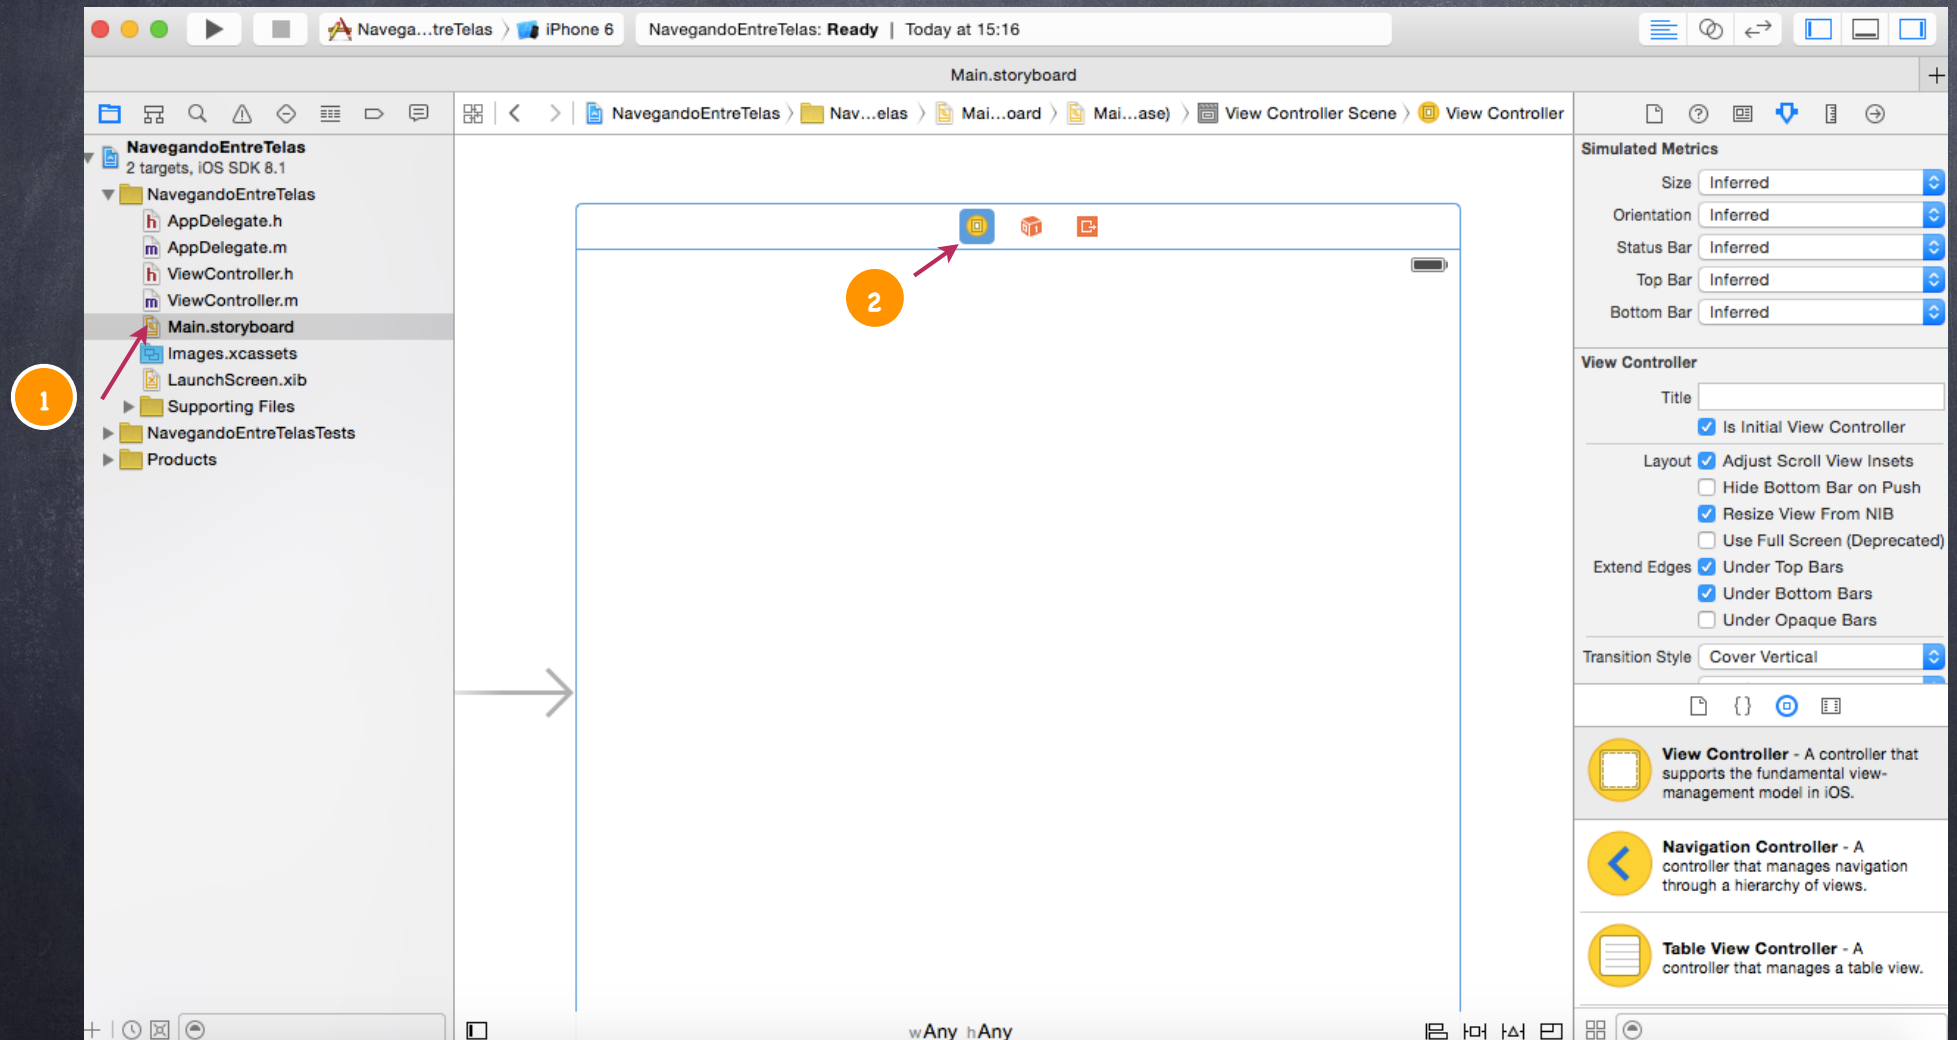 Navega...treTelas
iPhone 6
NavegandoEntreTelas: Ready | Today at 15:16
Main.storyboard
NavegandoEntreTelas
Nav...elas
Mai...oard
Mai...ase)
View Controller Scene
View Controller
NavegandoEntreTelas
2 targets, iOS SDK 8.1
NavegandoEntreTelas
AppDelegate.h
AppDelegate.m
ViewController.h
ViewController.m
Main.storyboard
Images.xcassets
LaunchScreen.xib
Supporting Files
NavegandoEntreTelasTests
Products
1
2
wAny hAny
Simulated Metrics
Size Inferred
Orientation Inferred
Status Bar Inferred
Top Bar Inferred
Bottom Bar Inferred
View Controller
Title
Is Initial View Controller
Layout Adjust Scroll View Insets
Hide Bottom Bar on Push
Resize View From NIB
Use Full Screen (Deprecated)
Extend Edges Under Top Bars
Under Bottom Bars
Under Opaque Bars
Transition Style Cover Vertical
View Controller - A controller that
supports the fundamental view-
management model in iOS.
Navigation Controller - A
controller that manages navigation
through a hierarchy of views.
Table View Controller - A
controller that manages a table view.